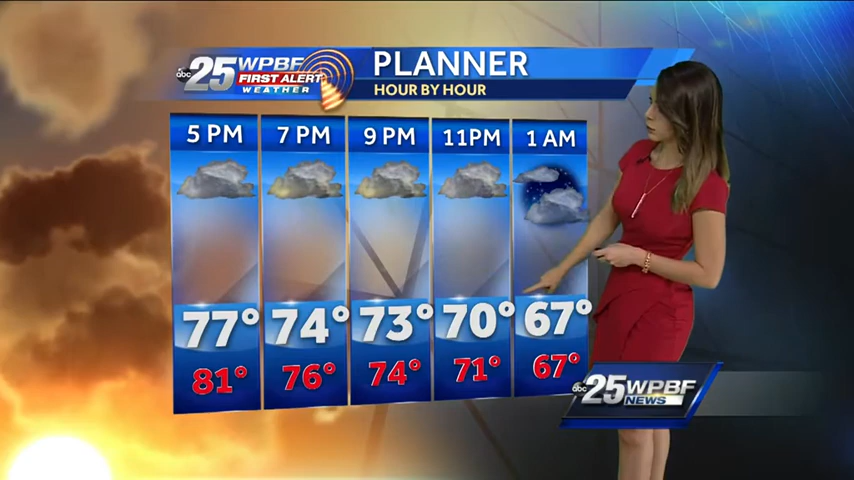 abc 25 WPBF
FIRST ALERT
WEATHER
PLANNER
HOUR BY HOUR
5 PM 7 PM 9 PM 11PM 1 AM
77° 74° 73° 70° 67°
81° 76° 74° 71° 67°
abc 25 WPBF
NEWS